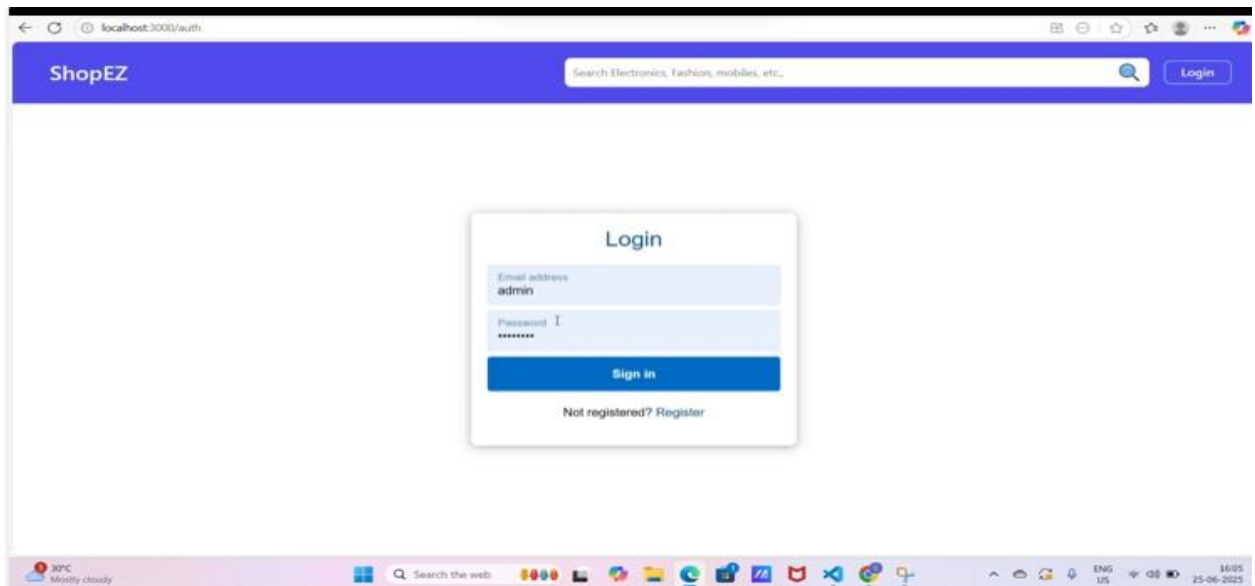 localhost:3000/auth
ShopEZ
Search Electronics, Fashion, mobiles, etc.,
Login
Login
Email address
admin
Password
••••••••
Sign in
Not registered? Register
30°C
Mostly cloudy
Search the web
ENG
US
16:05
25-06-2025